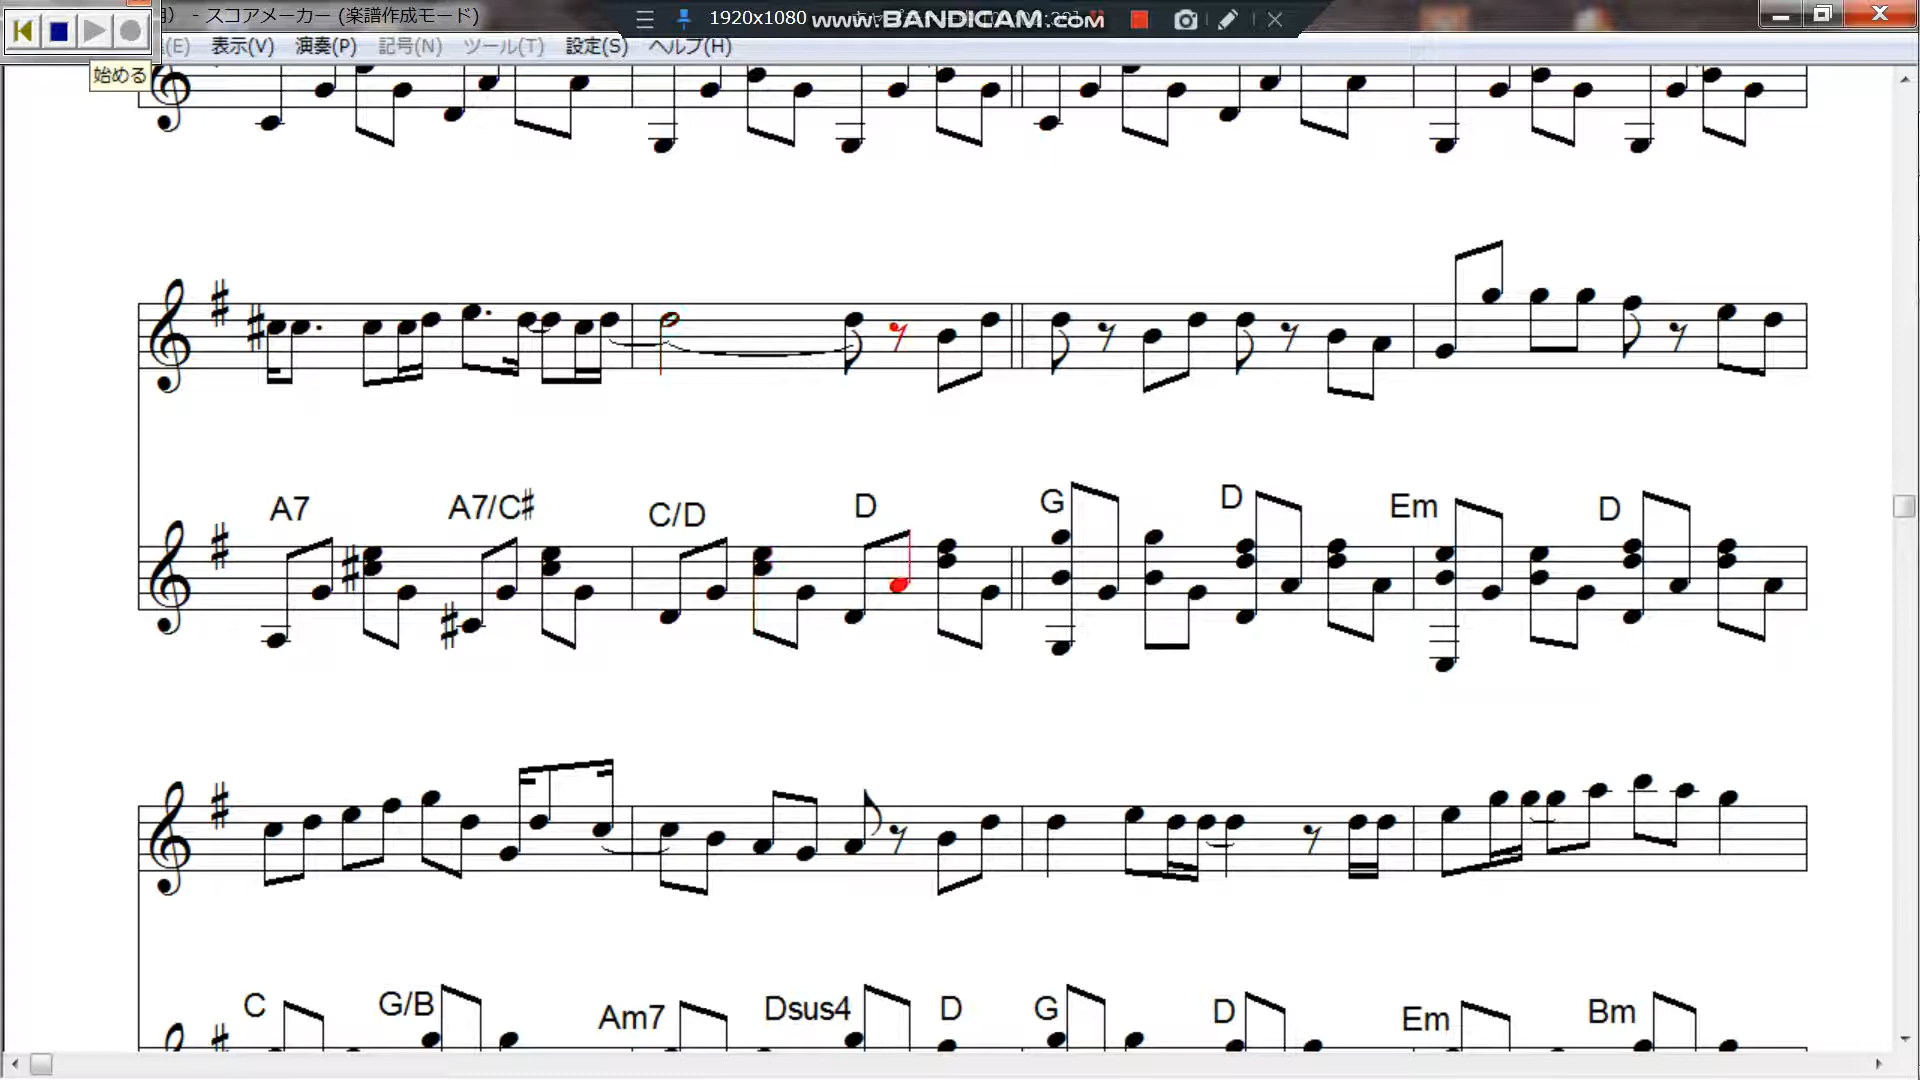 - スコアメーカー (楽譜作成モード)
1920x1080
www.BANDICAM.com
(E) 表示(V) 演奏(P) 記号(N) ツール(T) 設定(S) ヘルプ(H)
始める
A7 A7/C♯ C/D D G D Em D
C G/B Am7 Dsus4 D G D Em Bm